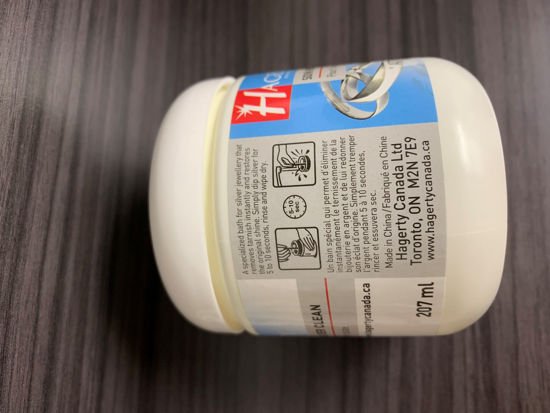 HAG
A specialized bath for silver jewellery that
removes tarnish instantly and restores
the original shine. Simply dip silver for
5 to 10 seconds, rinse and wipe dry.
5-10
sec
Un bain spécial qui permet d'éliminer
instantanément le ternissement de la
bijouterie en argent et de lui redonner
son éclat d'origine. Simplement tremper
l'argent pendant 5 à 10 secondes,
rincer et essuyera sec.
Made in China/Fabriqué en Chine
Hagerty Canada Ltd
Toronto, ON M2N 7E9
www.hagertycanada.ca
CLEAN
hagertycanada.ca
207 ml